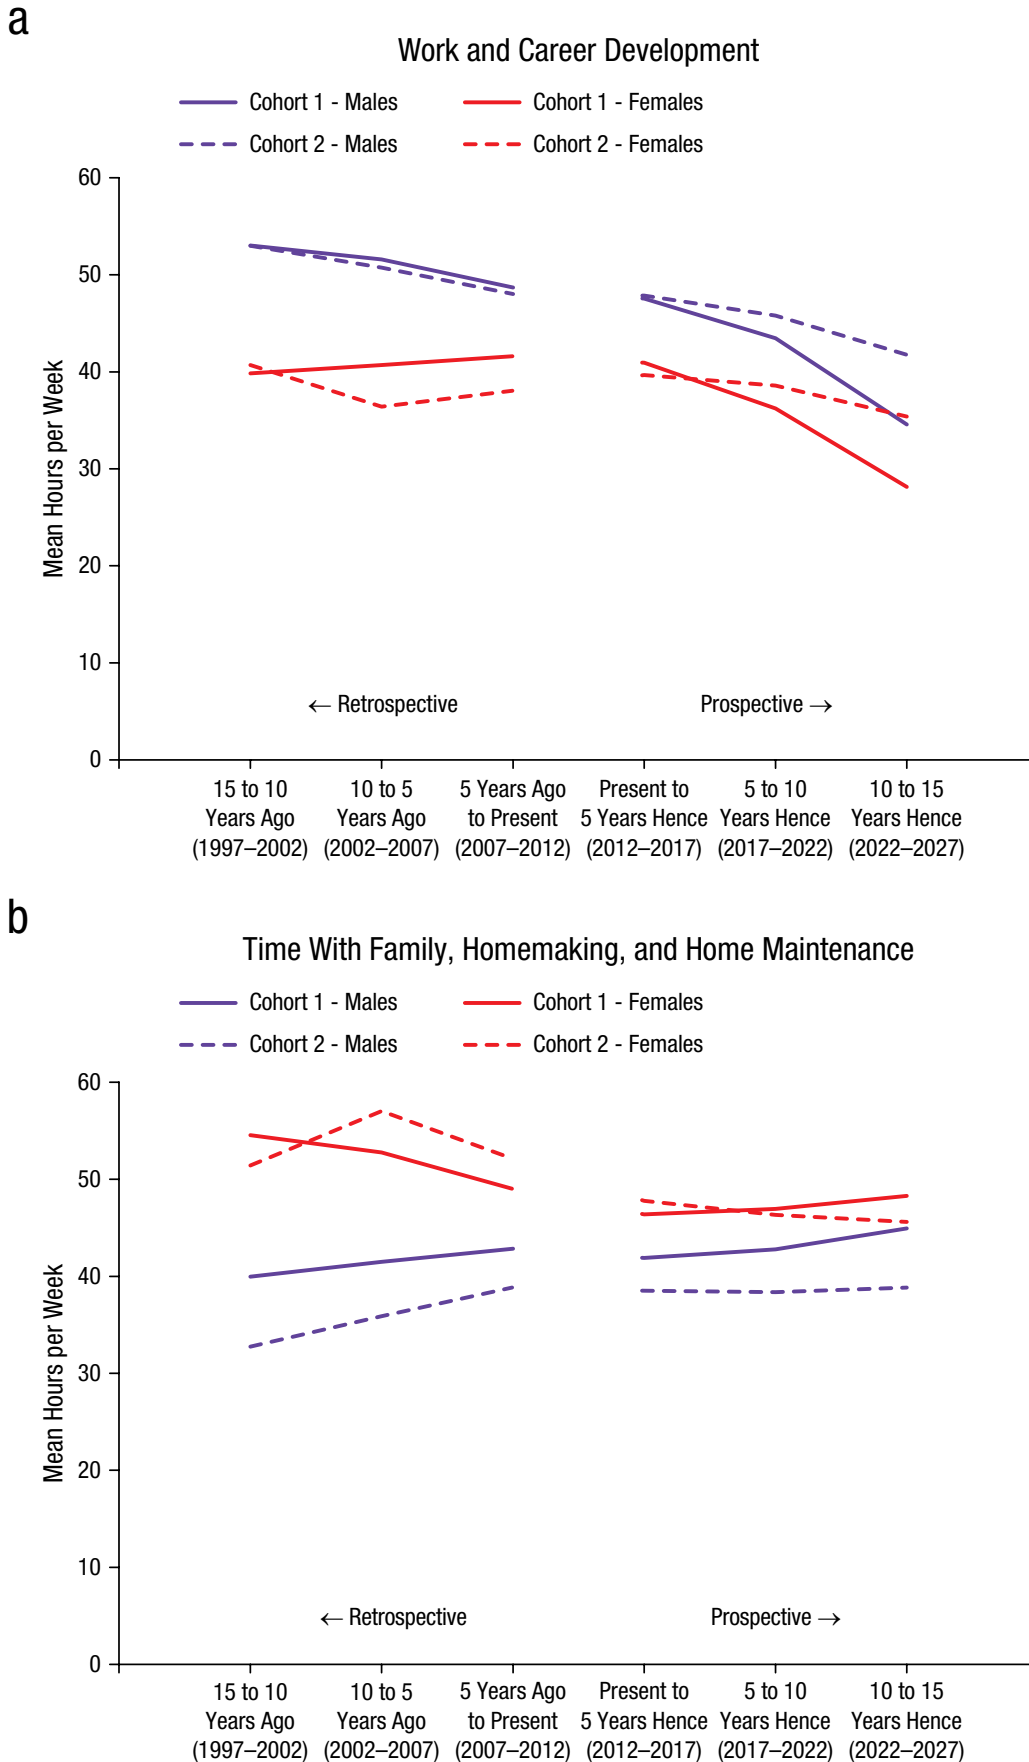 a
Work and Career Development
Cohort 1 - Males
Cohort 1 - Females
Cohort 2 - Males
Cohort 2 - Females
Mean Hours per Week
60
50
40
30
20
10
0
← Retrospective
Prospective →
15 to 10
Years Ago
(1997–2002)
10 to 5
Years Ago
(2002–2007)
5 Years Ago
to Present
(2007–2012)
Present to
5 Years Hence
(2012–2017)
5 to 10
Years Hence
(2017–2022)
10 to 15
Years Hence
(2022–2027)
b
Time With Family, Homemaking, and Home Maintenance
Cohort 1 - Males
Cohort 1 - Females
Cohort 2 - Males
Cohort 2 - Females
Mean Hours per Week
60
50
40
30
20
10
0
← Retrospective
Prospective →
15 to 10
Years Ago
(1997–2002)
10 to 5
Years Ago
(2002–2007)
5 Years Ago
to Present
(2007–2012)
Present to
5 Years Hence
(2012–2017)
5 to 10
Years Hence
(2017–2022)
10 to 15
Years Hence
(2022–2027)